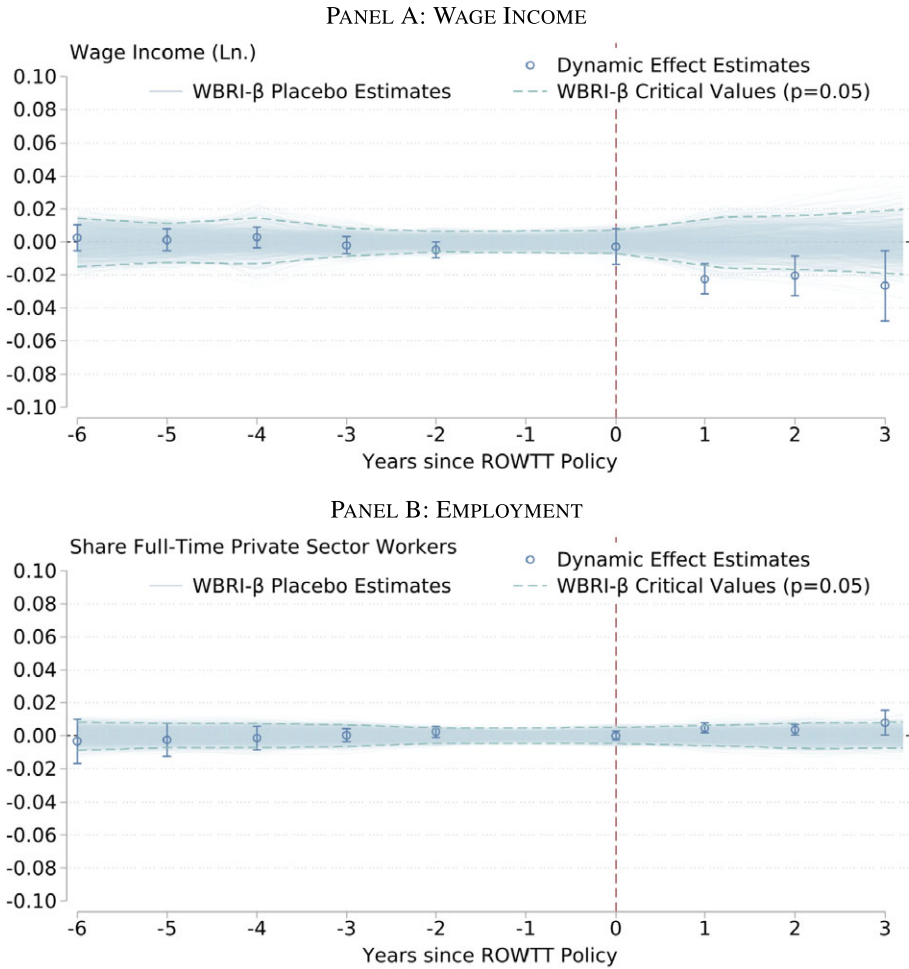 PANEL A: WAGE INCOME
Wage Income (Ln.)
Dynamic Effect Estimates
WBRI-β Placebo Estimates
WBRI-β Critical Values (p=0.05)
0.10
0.08
0.06
0.04
0.02
0.00
-0.02
-0.04
-0.06
-0.08
-0.10
-6 -5 -4 -3 -2 -1 0 1 2 3
Years since ROWTT Policy
PANEL B: EMPLOYMENT
Share Full-Time Private Sector Workers
Dynamic Effect Estimates
WBRI-β Placebo Estimates
WBRI-β Critical Values (p=0.05)
0.10
0.08
0.06
0.04
0.02
0.00
-0.02
-0.04
-0.06
-0.08
-0.10
-6 -5 -4 -3 -2 -1 0 1 2 3
Years since ROWTT Policy